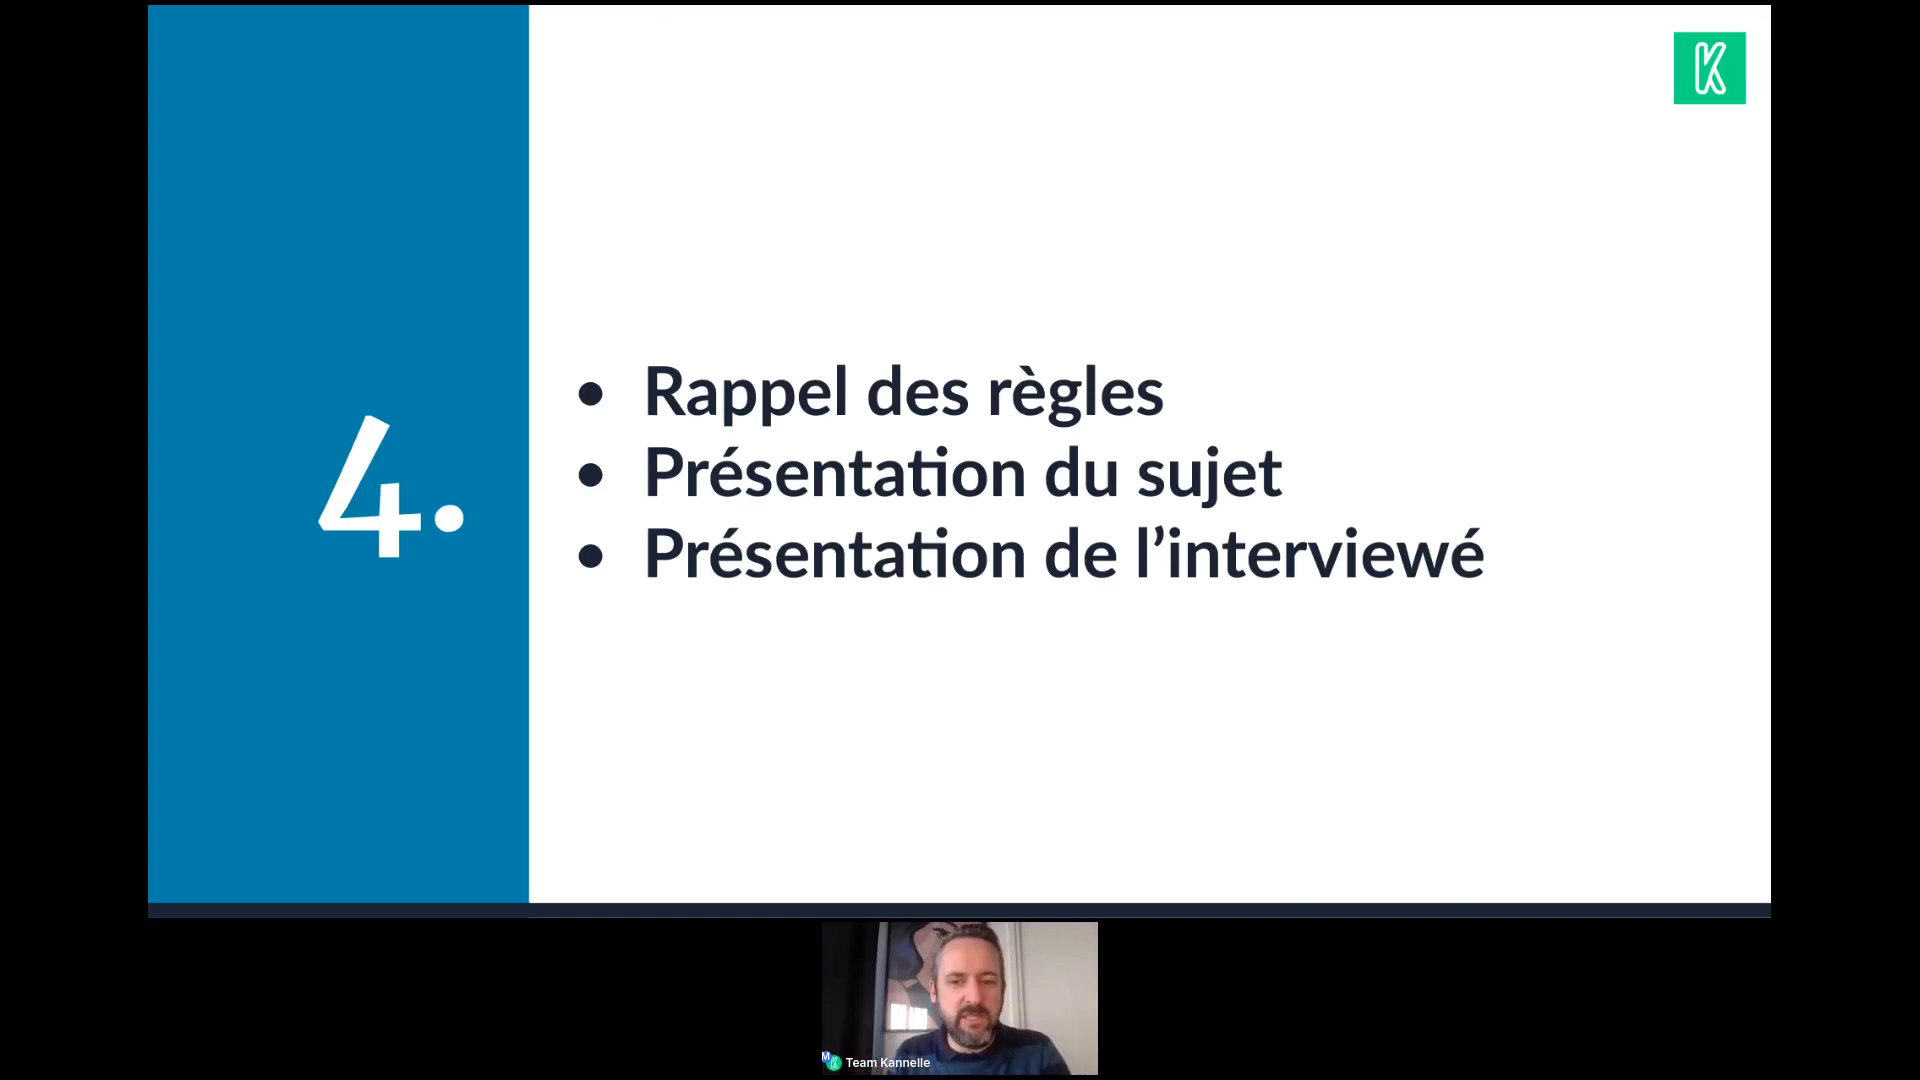 K
4.
• Rappel des règles
• Présentation du sujet
• Présentation de l’interviewé
M
Team Kannelle